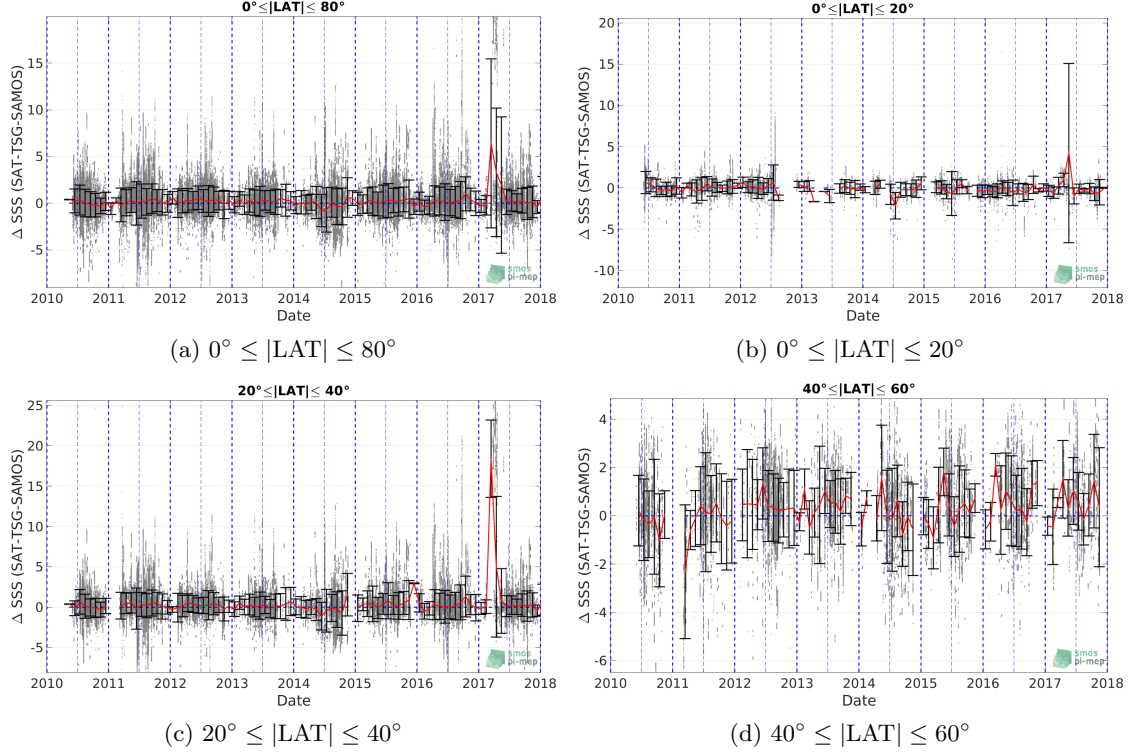 0°≤|LAT|≤ 80°
Δ SSS (SAT-TSG-SAMOS)
15
10
5
0
-5
2010 2011 2012 2013 2014 2015 2016 2017 2018
Date
smos
pi-mep
(a) 0° ≤ |LAT| ≤ 80°
0°≤|LAT|≤ 20°
Δ SSS (SAT-TSG-SAMOS)
20
15
10
5
0
-5
-10
2010 2011 2012 2013 2014 2015 2016 2017 2018
Date
smos
pi-mep
(b) 0° ≤ |LAT| ≤ 20°
20°≤|LAT|≤ 40°
Δ SSS (SAT-TSG-SAMOS)
25
20
15
10
5
0
-5
2010 2011 2012 2013 2014 2015 2016 2017 2018
Date
smos
pi-mep
(c) 20° ≤ |LAT| ≤ 40°
40°≤|LAT|≤ 60°
Δ SSS (SAT-TSG-SAMOS)
4
2
0
-2
-4
-6
2010 2011 2012 2013 2014 2015 2016 2017 2018
Date
smos
pi-mep
(d) 40° ≤ |LAT| ≤ 60°